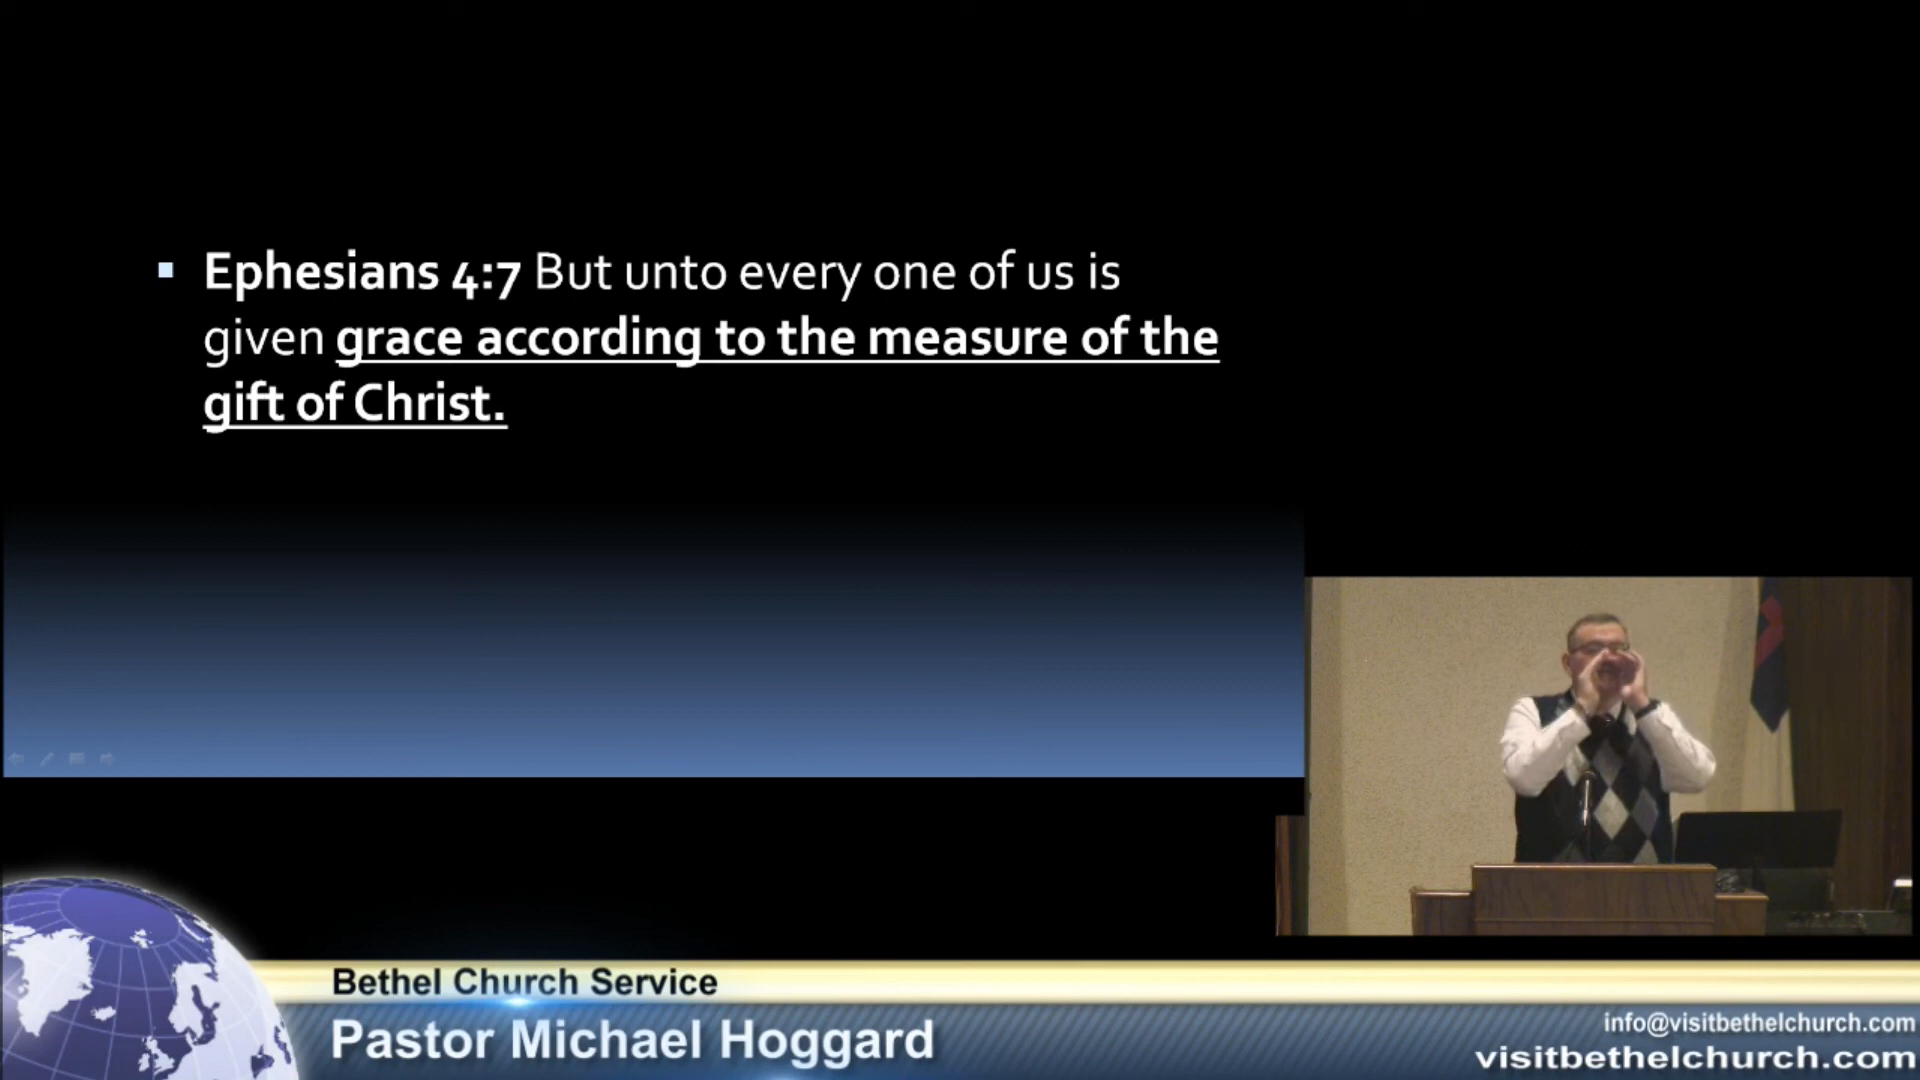 Ephesians 4:7 But unto every one of us is
given grace according to the measure of the
gift of Christ.
Bethel Church Service
Pastor Michael Hoggard
info@visitbethelchurch.com
visitbethelchurch.com